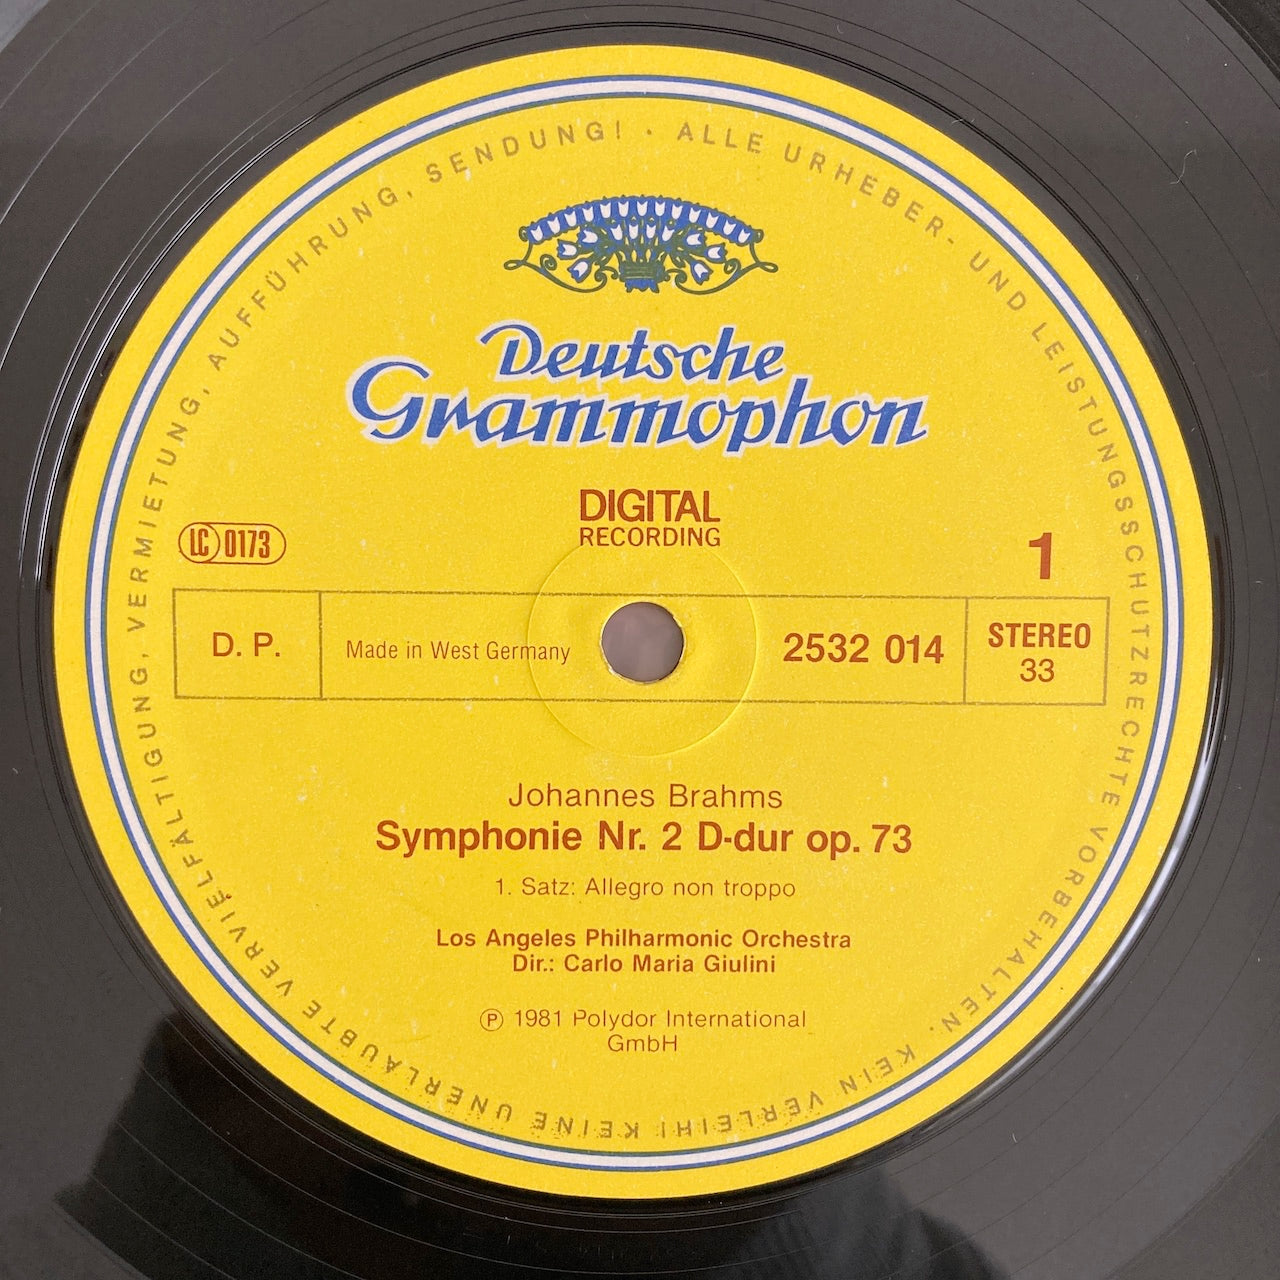 ALLE URHEBER- UND LEISTUNGSSCHUTZRECHTE VORBEHALTEN. KEIN VERLEIH! KEINE UNERLAUBTE VERVIELFÄLTIGUNG, VERMIETUNG, AUFFÜHRUNG, SENDUNG! ·
Deutsche
Grammophon
DIGITAL
RECORDING
LC 0173
1
D. P.
Made in West Germany
2532 014
STEREO
33
Johannes Brahms
Symphonie Nr. 2 D-dur op. 73
1. Satz: Allegro non troppo
Los Angeles Philharmonic Orchestra
Dir.: Carlo Maria Giulini
Ⓟ 1981 Polydor International
GmbH